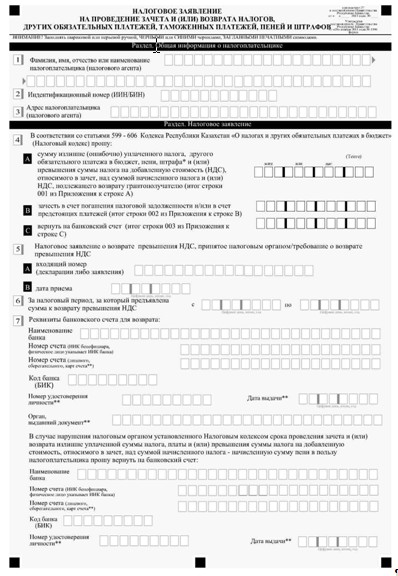 НАЛОГОВОЕ ЗАЯВЛЕНИЕ
НА ПРОВЕДЕНИЕ ЗАЧЕТА И (ИЛИ) ВОЗВРАТА НАЛОГОВ,
ДРУГИХ ОБЯЗАТЕЛЬНЫХ ПЛАТЕЖЕЙ, ТАМОЖЕННЫХ ПЛАТЕЖЕЙ, ПЕНЕЙ И ШТРАФОВ
ВНИМАНИЕ! Заполнять шариковой или перьевой ручкой, ЧЕРНЫМИ или СИНИМИ чернилами, ЗАГЛАВНЫМИ ПЕЧАТНЫМИ символами.
Раздел. Общая информация о налогоплательщике
1 Фамилия, имя, отчество или наименование
налогоплательщика (налогового агента)
2 Идентификационный номер (ИИН/БИН)
3 Адрес налогоплательщика
(налогового агента)
Раздел. Налоговое заявление
4 В соответствии со статьями 599 - 606 Кодекса Республики Казахстан «О налогах и других обязательных платежах в бюджет»
(Налоговый кодекс) прошу:
A сумму излишне (ошибочно) уплаченного налога, другого
обязательного платежа в бюджет, пени, штрафа* и (или)
превышения суммы налога на добавленную стоимость (НДС),
относимого в зачет, над суммой начисленного налога и (или)
НДС, подлежащего возврату грантополучателю (итог строки
001 из Приложения к строке A)
(Тенге)
млн. тыс.
B зачесть в счет погашения налоговой задолженности и/или в счет
предстоящих платежей (итог строки 002 из Приложения к строке B)
C вернуть на банковский счет (итог строки 003 из Приложения к
строке C)
5 Налоговое заявление о возврате превышения НДС, принятое налоговым органом/требование о возврате
превышения НДС
A входящий номер
(декларации либо заявления)
B дата приема
6 За налоговый период, за который предъявлена
сумма к возврату превышения НДС
с по
7 Реквизиты банковского счета для возврата:
Наименование
банка
Номер счета (ИИК бенефициара,
физическое лицо указывает ИИК банка)
Номер счета (лицевого,
сберегательного, карт счета**)
Код банка
(БИК)
Номер удостоверения
личности**
Дата выдачи**
Орган,
выдавший документ**
В случае нарушения налоговым органом установленного Налоговым кодексом срока проведения зачета и (или)
возврата излишне уплаченной суммы налога, платы и (или) превышения суммы налога на добавленную
стоимость, относимого в зачет, над суммой начисленного налога - начисленную сумму пени в пользу
налогоплательщика прошу вернуть на банковский счет:
Наименование
банка
Номер счета (ИИК бенефициара,
физическое лицо указывает ИИК банка)
Номер счета (лицевого,
сберегательного, карт счета**)
Код банка
(БИК)
Номер удостоверения
личности**
Дата выдачи**